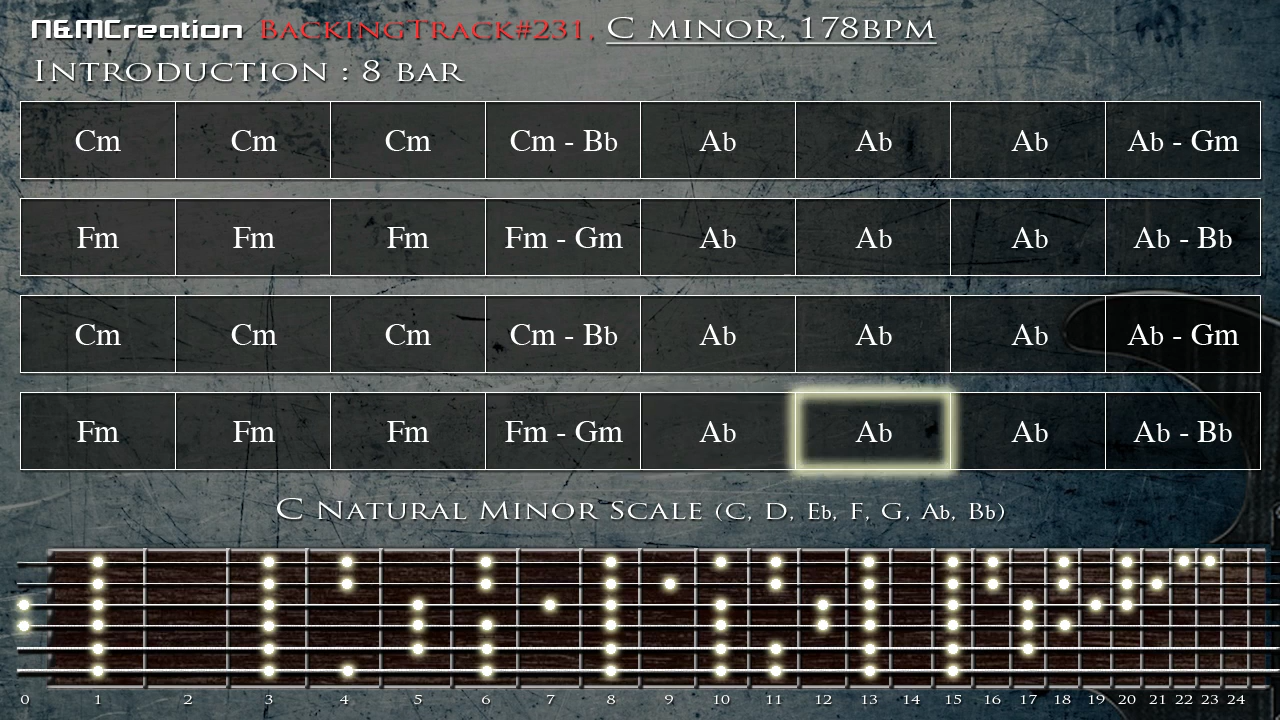 N&MCreation BackingTrack#231. C minor, 178bpm
Introduction : 8 bar
Cm Cm Cm Cm - Bb Ab Ab Ab Ab - Gm
Fm Fm Fm Fm - Gm Ab Ab Ab Ab - Bb
Cm Cm Cm Cm - Bb Ab Ab Ab Ab - Gm
Fm Fm Fm Fm - Gm Ab Ab Ab Ab - Bb
C Natural Minor Scale (C, D, Eb, F, G, Ab, Bb)
0 1 2 3 4 5 6 7 8 9 10 11 12 13 14 15 16 17 18 19 20 21 22 23 24